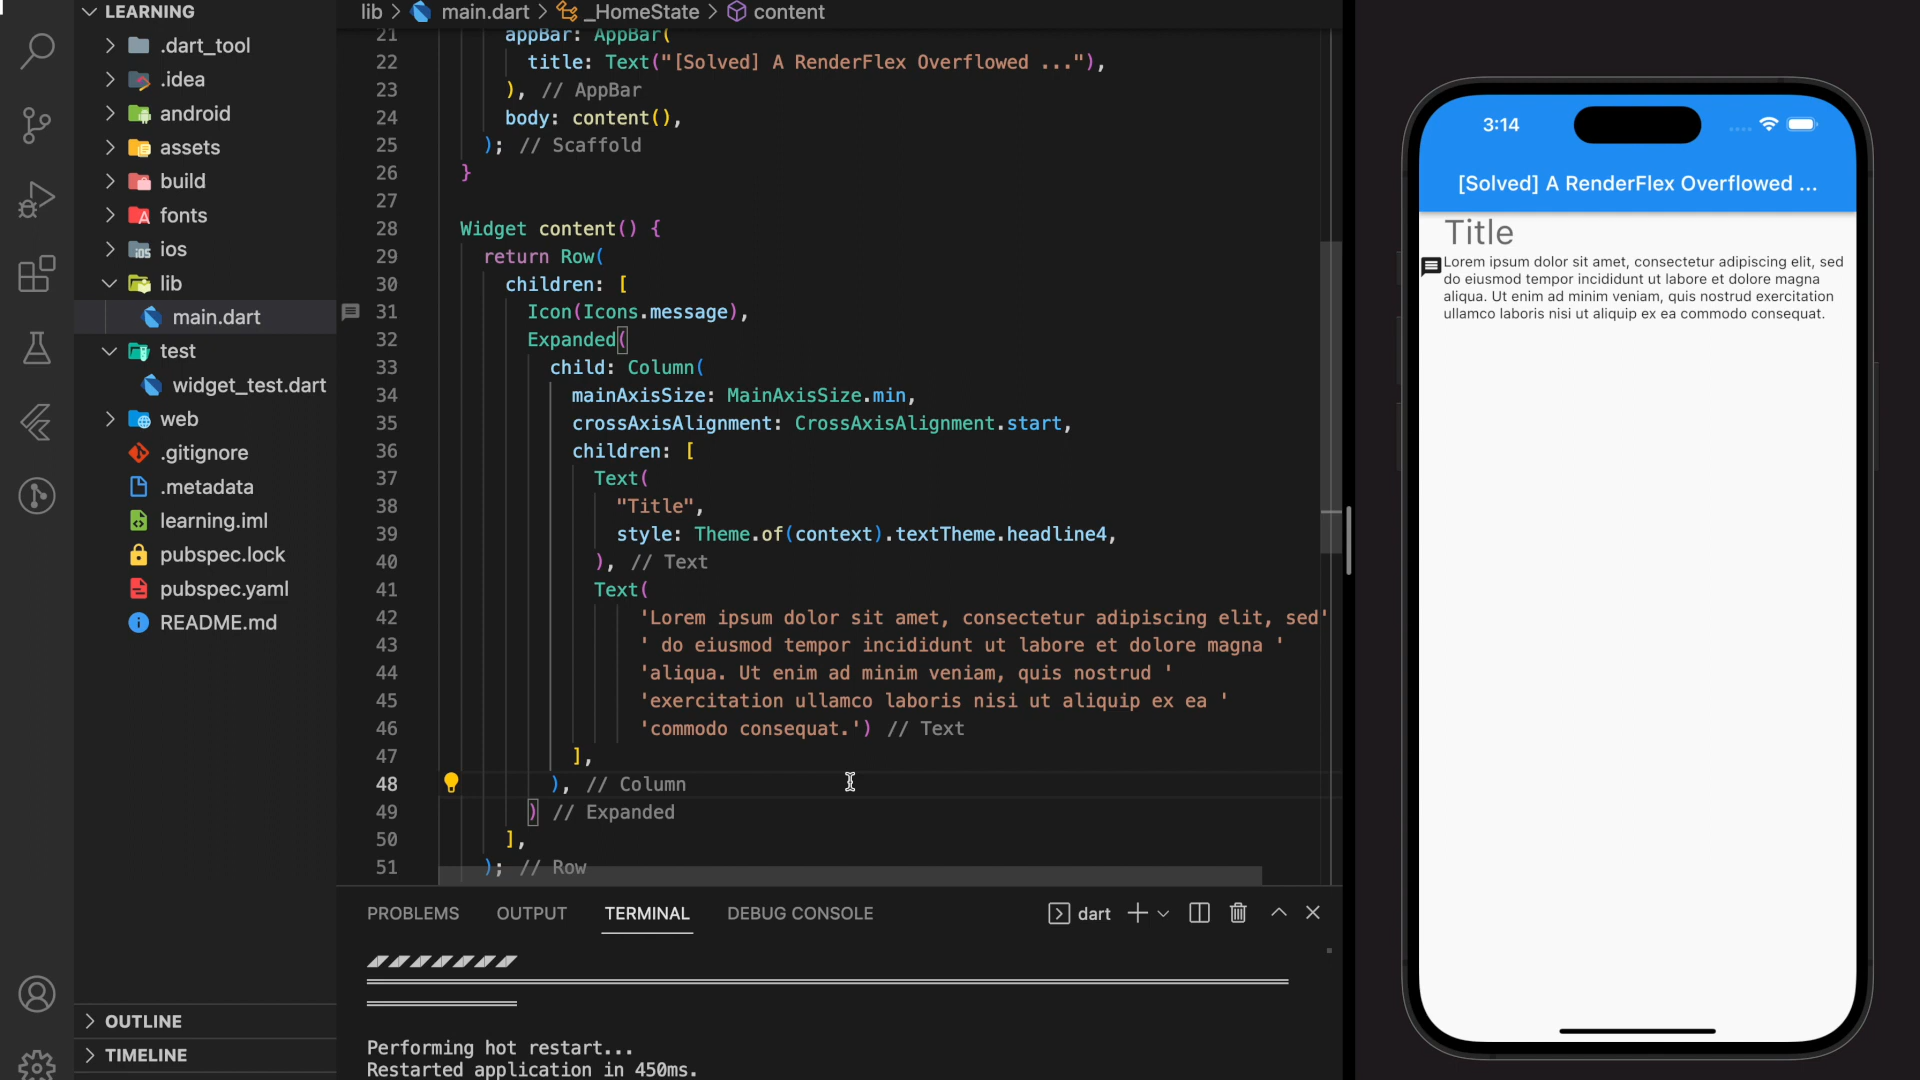 LEARNING
.dart_tool
.idea
android
assets
build
fonts
ios
lib
main.dart
test
widget_test.dart
web
.gitignore
.metadata
learning.iml
pubspec.lock
pubspec.yaml
README.md
OUTLINE
TIMELINE
lib > main.dart > _HomeState > content
21 appBar: AppBar(
22 title: Text("[Solved] A RenderFlex Overflowed ..."),
23 ), // AppBar
24 body: content(),
25 ); // Scaffold
26 }
27
28 Widget content() {
29 return Row(
30 children: [
31 Icon(Icons.message),
32 Expanded(
33 child: Column(
34 mainAxisSize: MainAxisSize.min,
35 crossAxisAlignment: CrossAxisAlignment.start,
36 children: [
37 Text(
38 "Title",
39 style: Theme.of(context).textTheme.headline4,
40 ), // Text
41 Text(
42 'Lorem ipsum dolor sit amet, consectetur adipiscing elit, sed'
43 ' do eiusmod tempor incididunt ut labore et dolore magna '
44 'aliqua. Ut enim ad minim veniam, quis nostrud '
45 'exercitation ullamco laboris nisi ut aliquip ex ea '
46 'commodo consequat.') // Text
47 ],
48 ), // Column
49 ) // Expanded
50 ],
51 ); // Row
PROBLEMS OUTPUT TERMINAL DEBUG CONSOLE dart
Performing hot restart...
Restarted application in 450ms.
3:14
[Solved] A RenderFlex Overflowed ...
Title
Lorem ipsum dolor sit amet, consectetur adipiscing elit, sed
do eiusmod tempor incididunt ut labore et dolore magna
aliqua. Ut enim ad minim veniam, quis nostrud exercitation
ullamco laboris nisi ut aliquip ex ea commodo consequat.